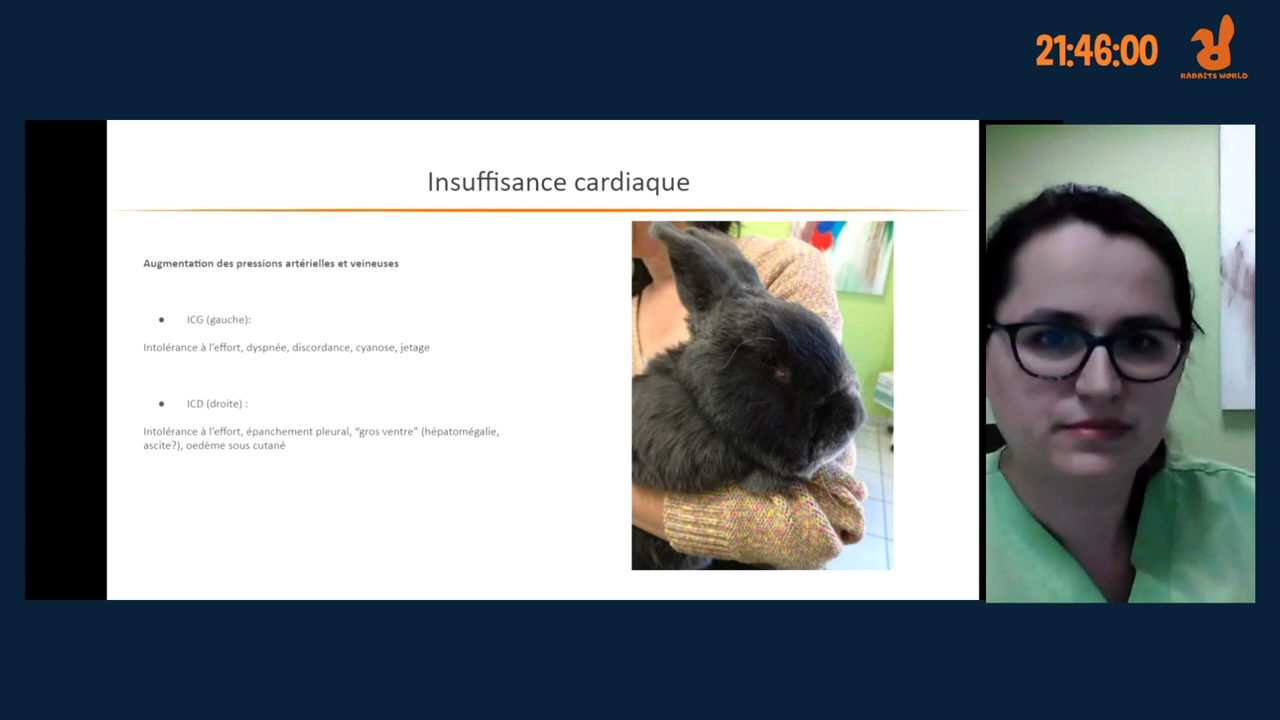 21:46:00
RABBITS WORLD
Insuffisance cardiaque
Augmentation des pressions artérielles et veineuses
● ICG (gauche):
Intolérance à l'effort, dyspnée, discordance, cyanose, jetage
● ICD (droite) :
Intolérance à l'effort, épanchement pleural, "gros ventre" (hépatomégalie,
ascite?), oedème sous cutané